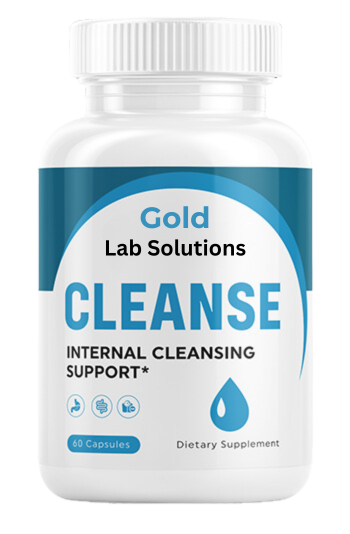 Gold
Lab Solutions
CLEANSE
INTERNAL CLEANSING
SUPPORT*
60 Capsules
Dietary Supplement